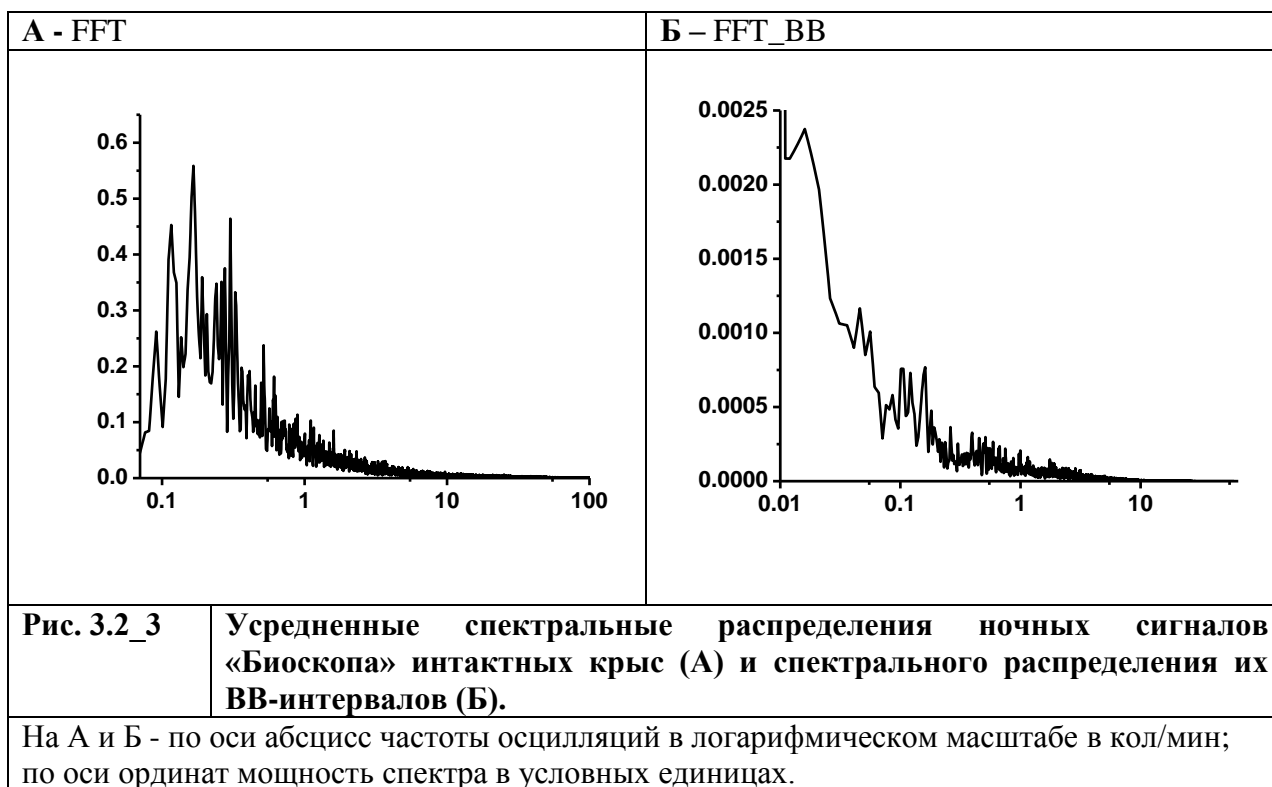 А - FFT
Б – FFT_BB
0.6
0.5
0.4
0.3
0.2
0.1
0.0
0.1
1
10
100
0.0025
0.0020
0.0015
0.0010
0.0005
0.0000
0.01
0.1
1
10
Рис. 3.2_3
Усредненные спектральные распределения ночных сигналов
«Биоскопа» интактных крыс (А) и спектрального распределения их
ВВ-интервалов (Б).
На А и Б - по оси абсцисс частоты осцилляций в логарифмическом масштабе в кол/мин;
по оси ординат мощность спектра в условных единицах.